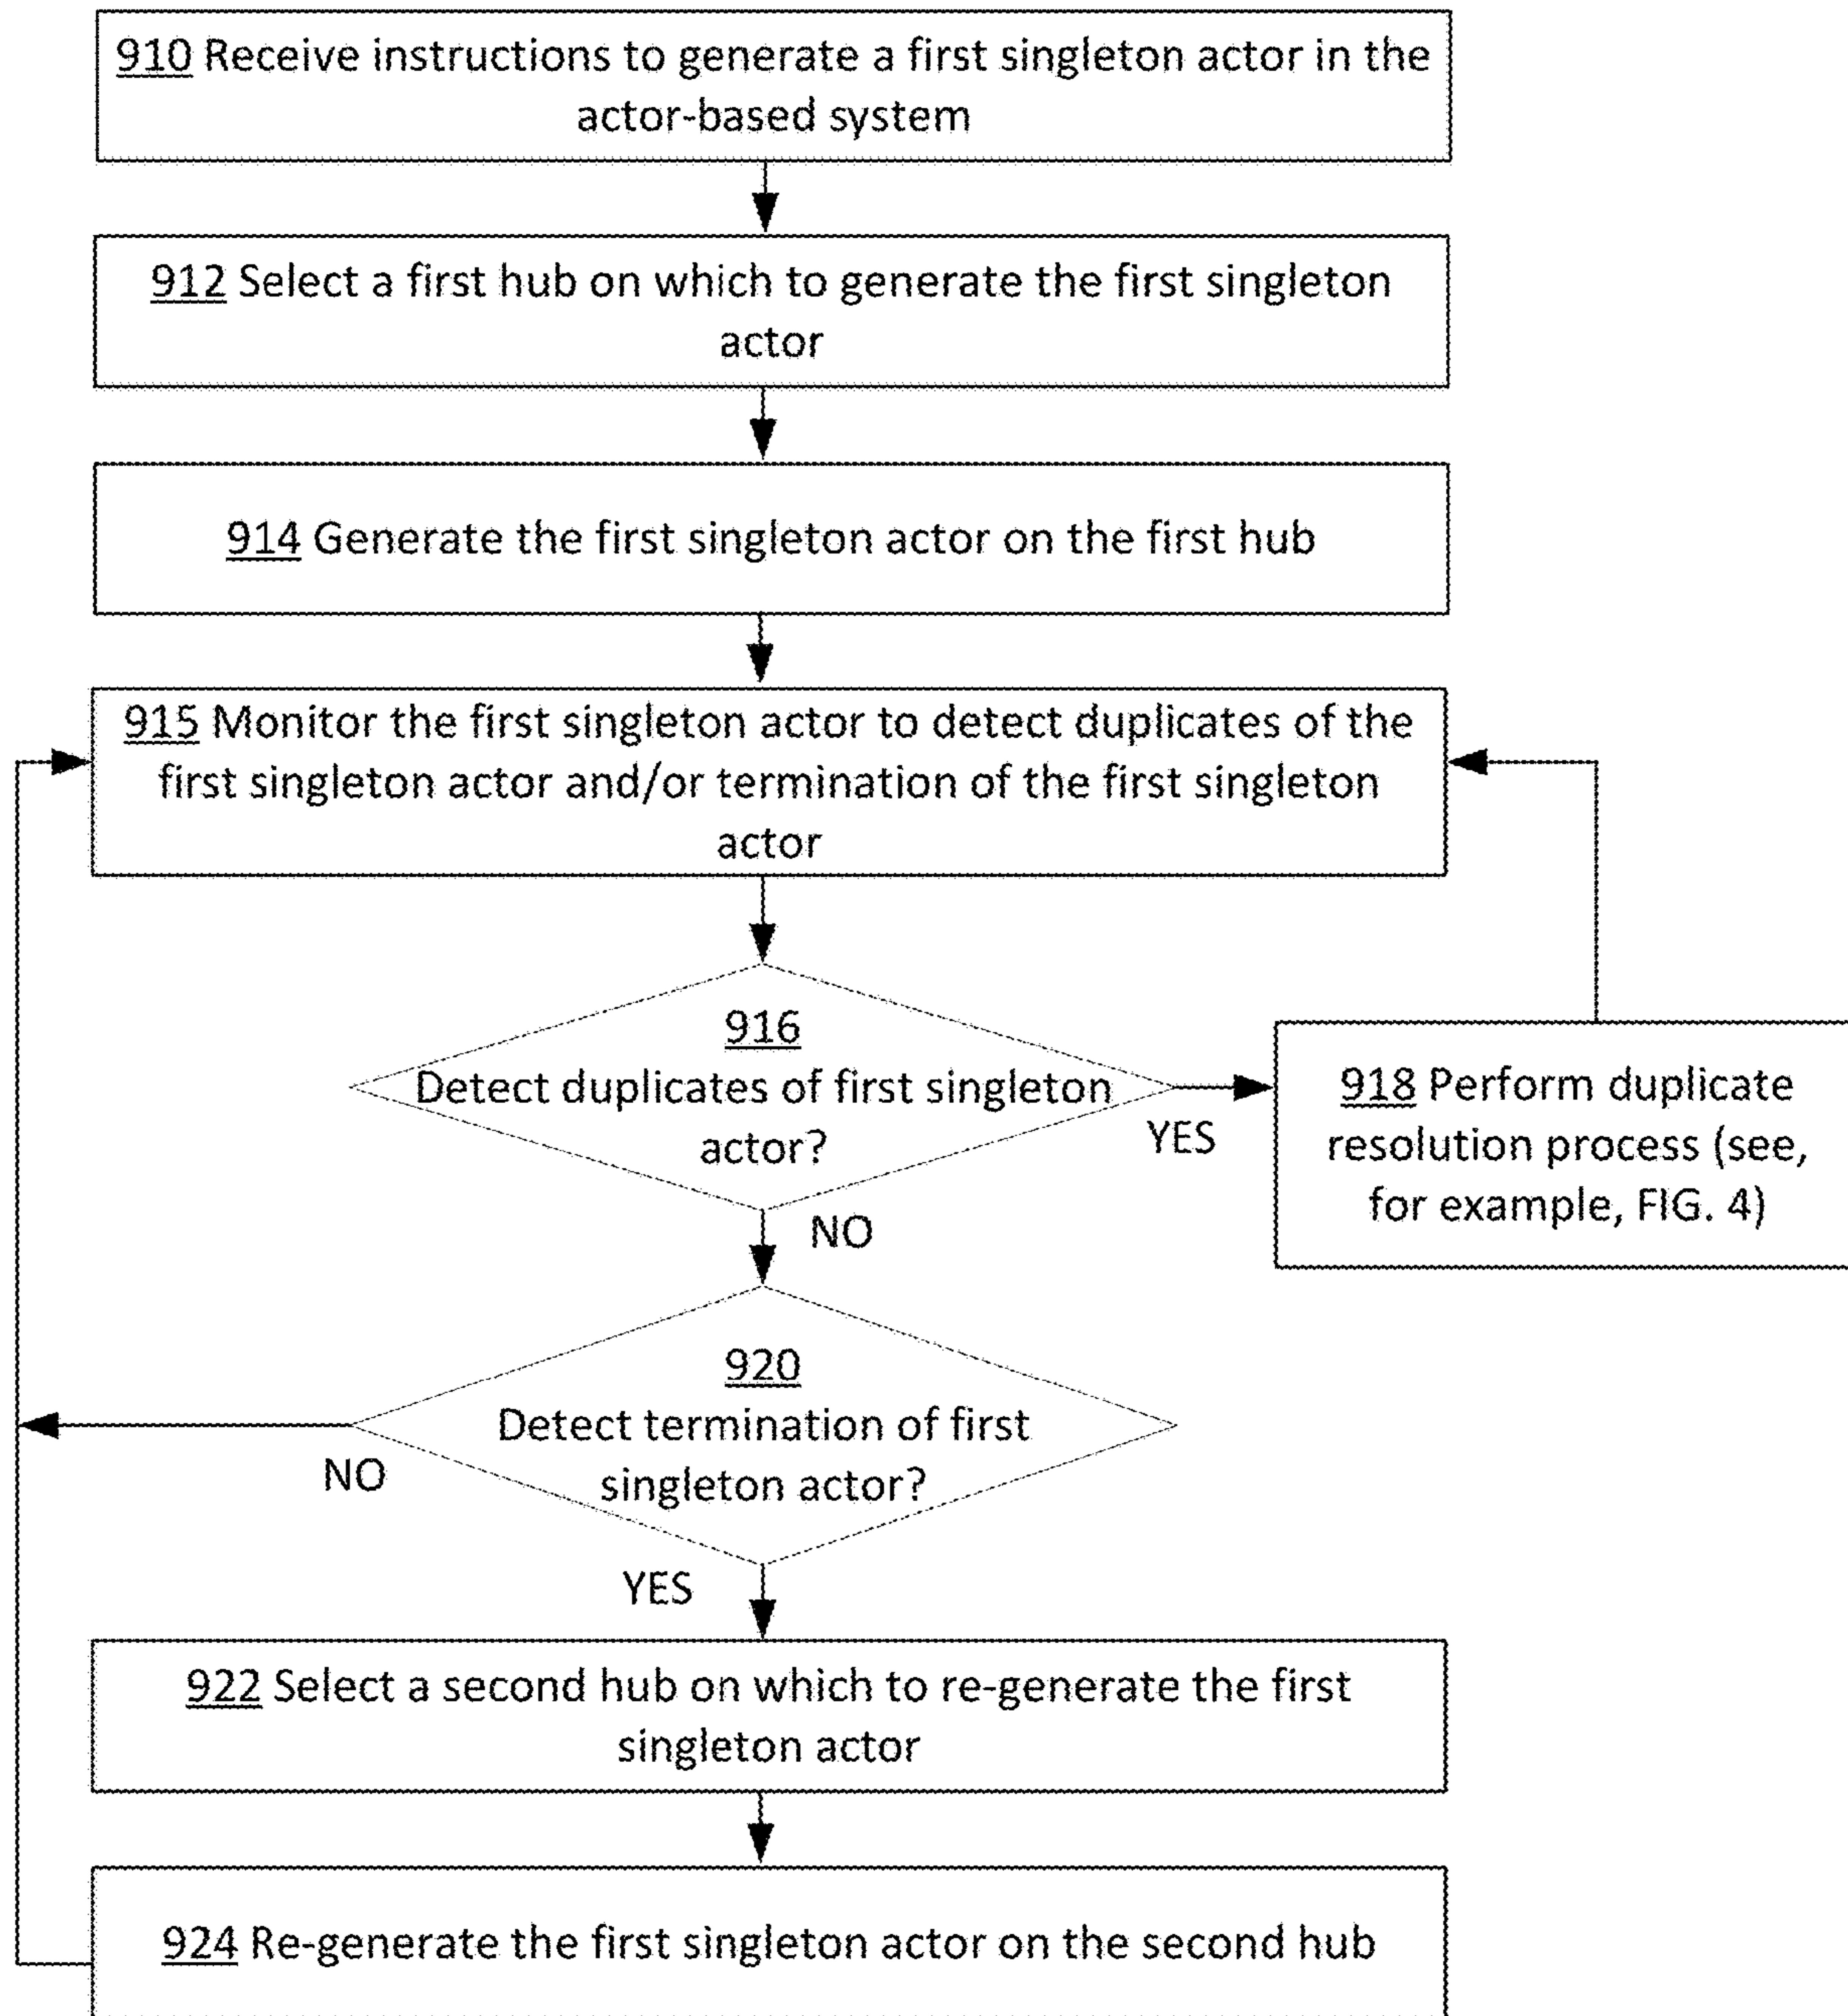 910 Receive instructions to generate a first singleton actor in the
actor-based system
912 Select a first hub on which to generate the first singleton
actor
914 Generate the first singleton actor on the first hub
915 Monitor the first singleton actor to detect duplicates of the
first singleton actor and/or termination of the first singleton
actor
916
Detect duplicates of first singleton
actor?
YES
918 Perform duplicate
resolution process (see,
for example, FIG. 4)
NO
920
Detect termination of first
singleton actor?
NO
YES
922 Select a second hub on which to re-generate the first
singleton actor
924 Re-generate the first singleton actor on the second hub